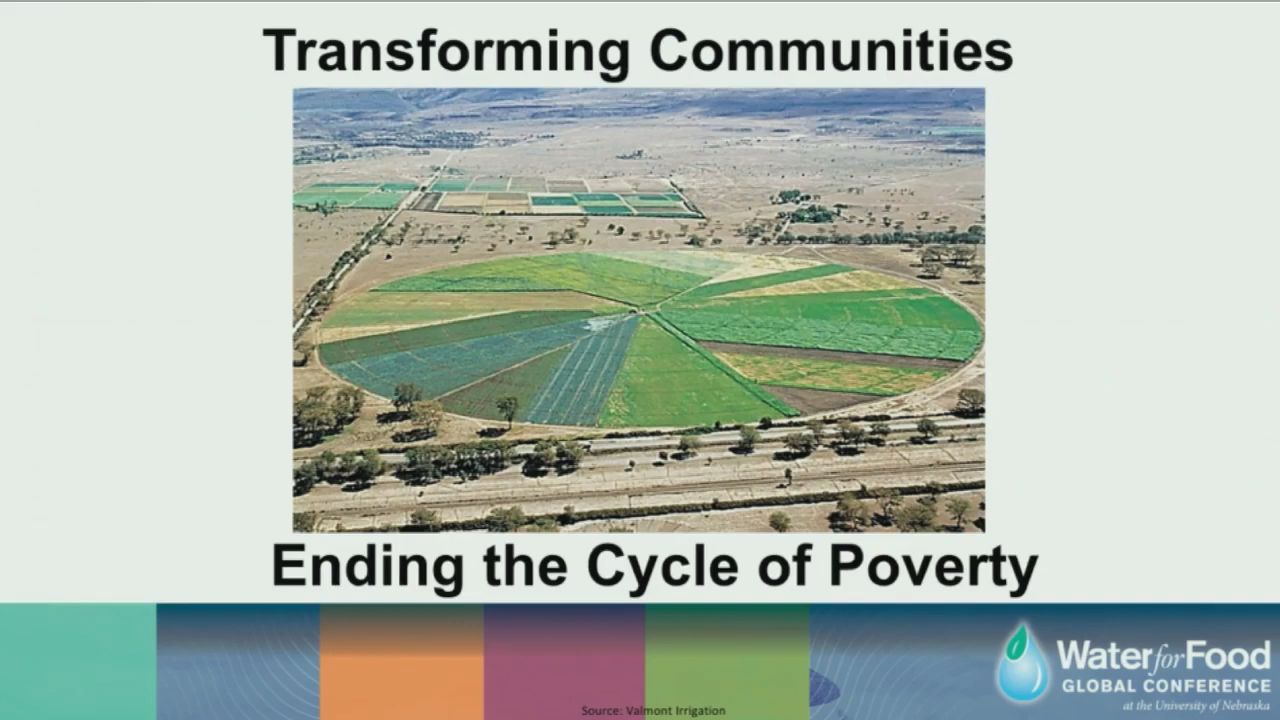 Transforming Communities
Ending the Cycle of Poverty
Water for Food
GLOBAL CONFERENCE
at the University of Nebraska
Source: Valmont Irrigation